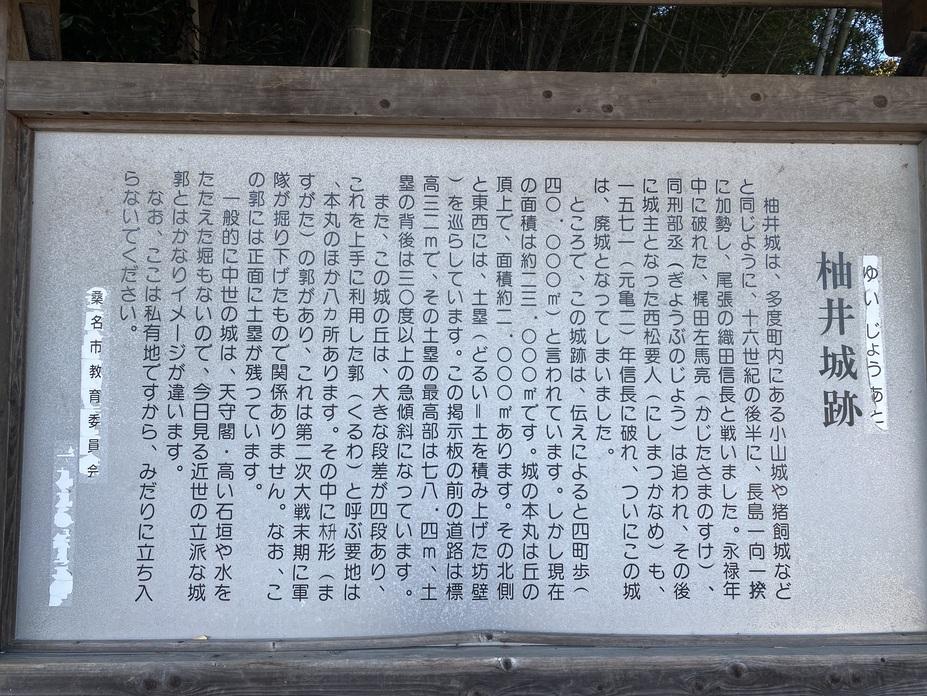 ゆい じょう あと
柚井城跡
柚井城は、多度町内にある小山城や猪飼城など
と同じように、十六世紀の後半に、長島一向一揆
に加勢し、尾張の織田信長と戦いました。永禄年
中に破れた、梶田左馬亮（かじたさまのすけ）、
同刑部丞（ぎょうぶのじょう）は追われ、その後
に城主となった西松要人（にしまつかなめ）も、
一五七一（元亀二）年信長に破れ、ついにこの城
は、廃城となってしまいました。
ところで、この城跡は、伝えによると四町歩（
四〇.〇〇〇㎡）と言われています。しかし現在
の面積は約二三.〇〇〇㎡です。城の本丸は丘の
頂上で、面積約二.〇〇〇㎡あります。その北側
と東西には、土塁（どるい＝土を積み上げた坊壁
）を巡らしています。この掲示板の前の道路は標
高三二ｍで、その土塁の最高部は七八.四ｍ、土
塁の背後は三〇度以上の急傾斜になっています。
また、この城の丘は、大きな段差が四段あり、
これを上手に利用した郭（くるわ）と呼ぶ要地は
、本丸のほか八ヵ所あります。その中に枡形（ま
すがた）の郭があり、これは第二次大戦末期に軍
隊が掘り下げたもので関係ありません。なお、こ
の郭には正面に土塁が残っています。
一般的に中世の城は、天守閣・高い石垣や水を
たたえた堀もないので、今日見る近世の立派な城
郭とはかなりイメージが違います。
なお、ここは私有地ですから、みだりに立ち入
らないでください。
桑名市教育委員会